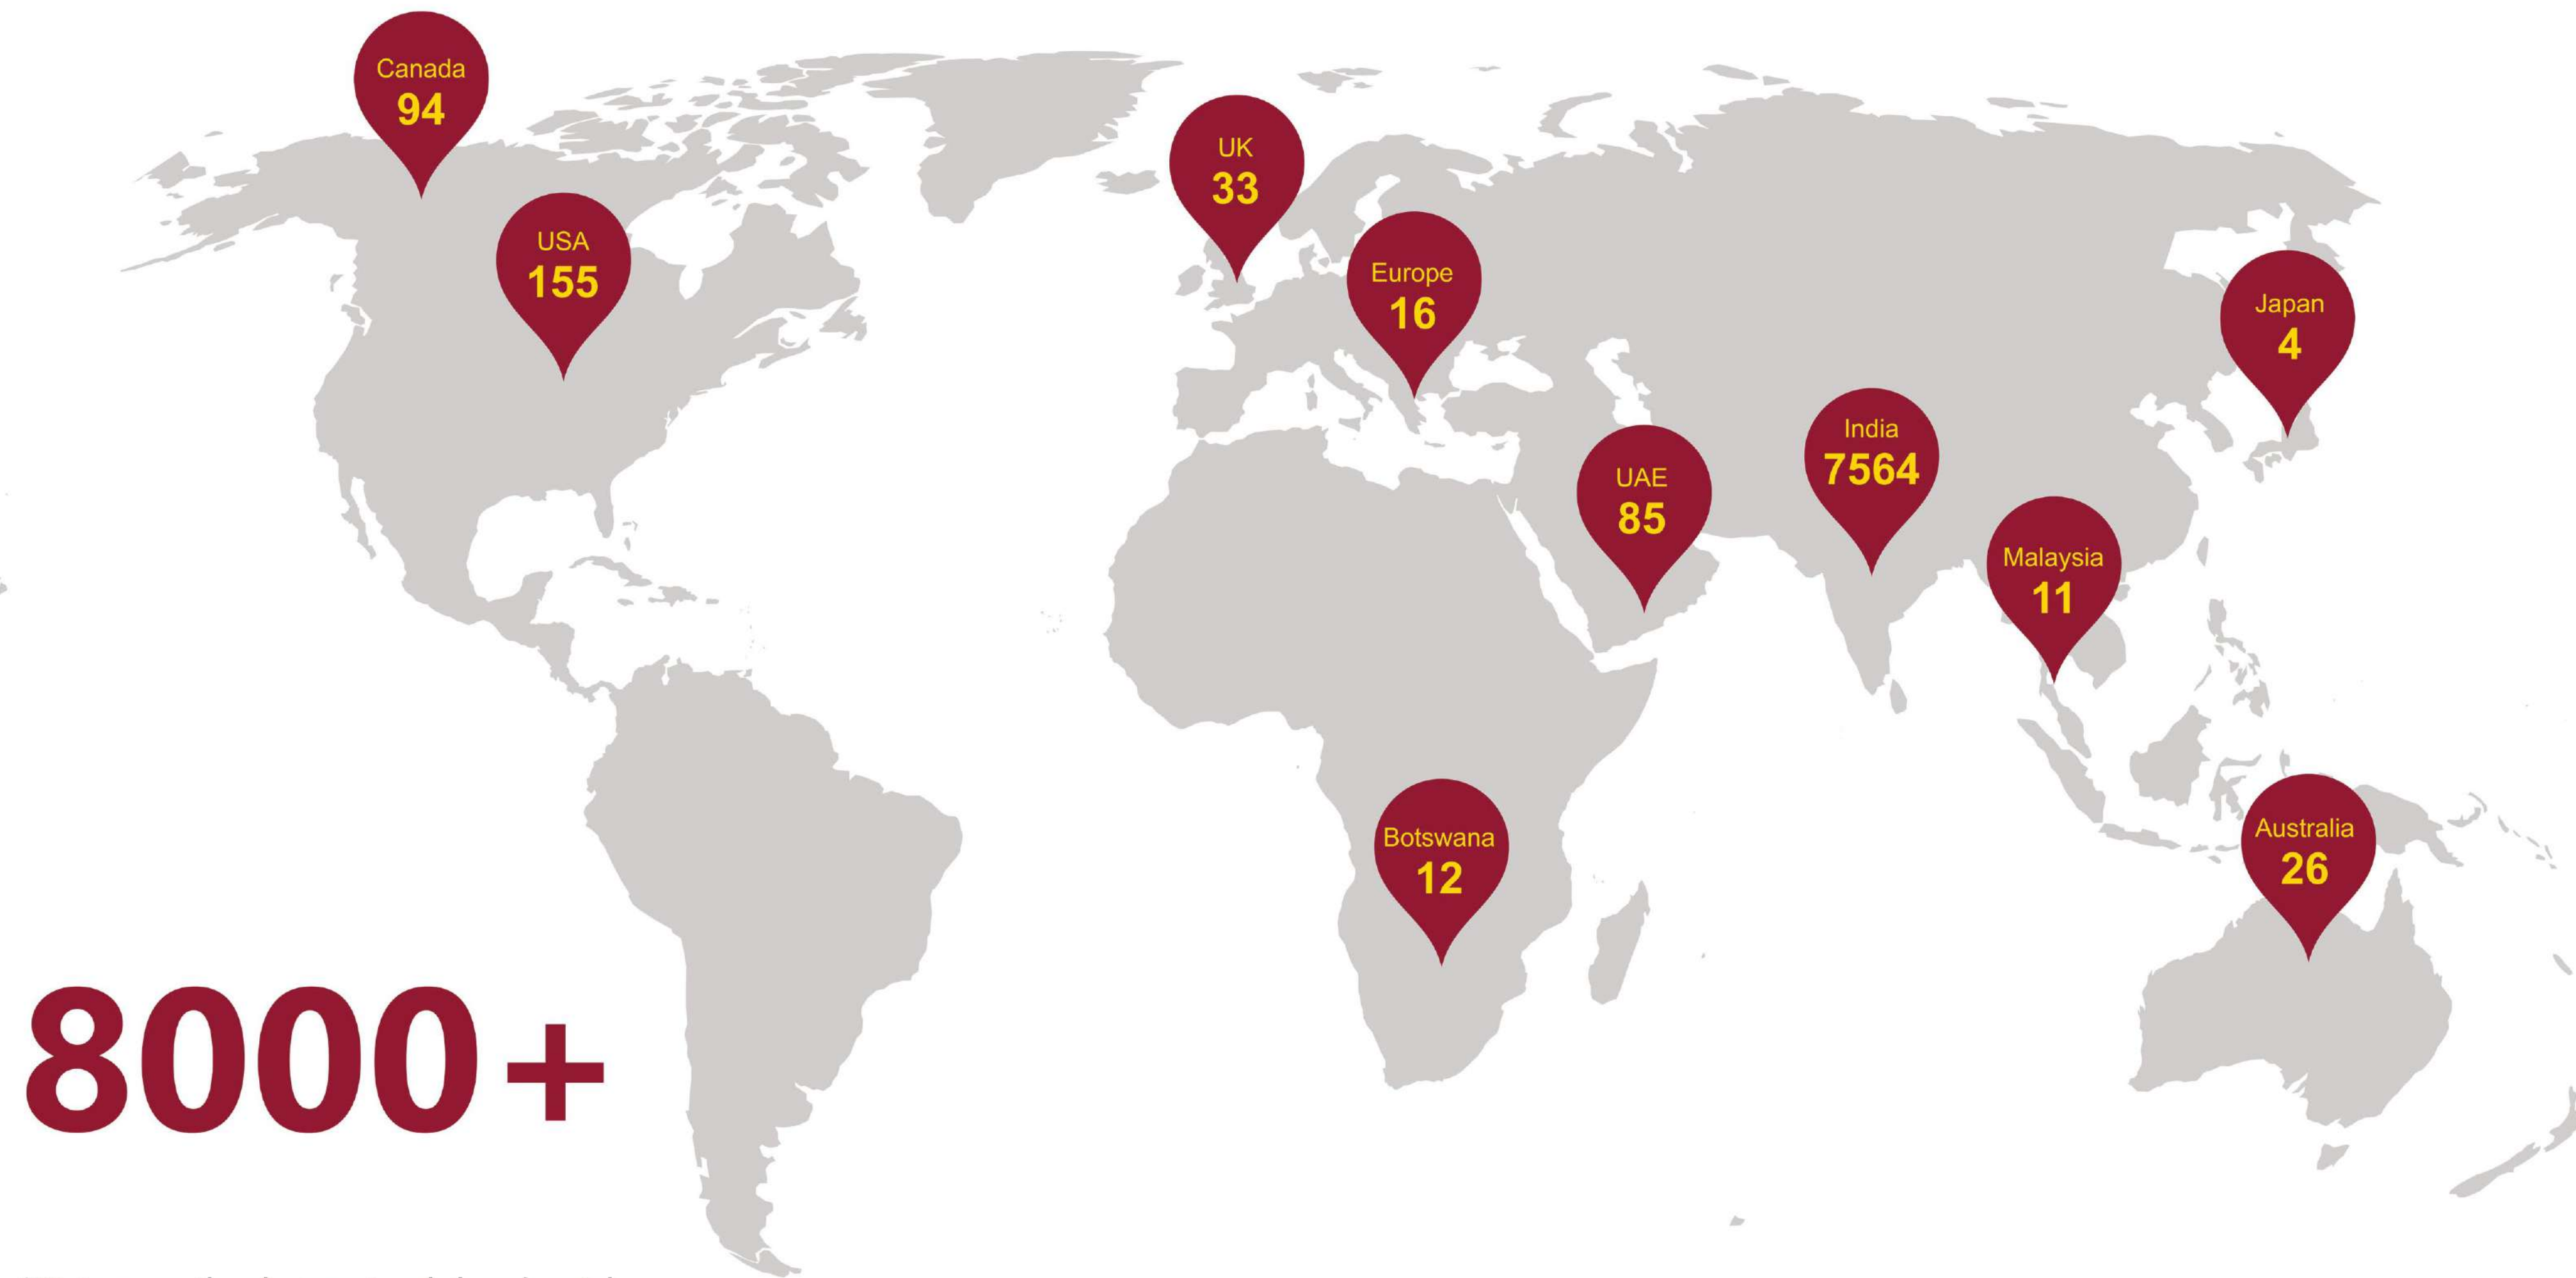 Canada
94
UK
33
USA
155
Europe
16
Japan
4
India
7564
UAE
85
Malaysia
11
Botswana
12
Australia
26
8000+